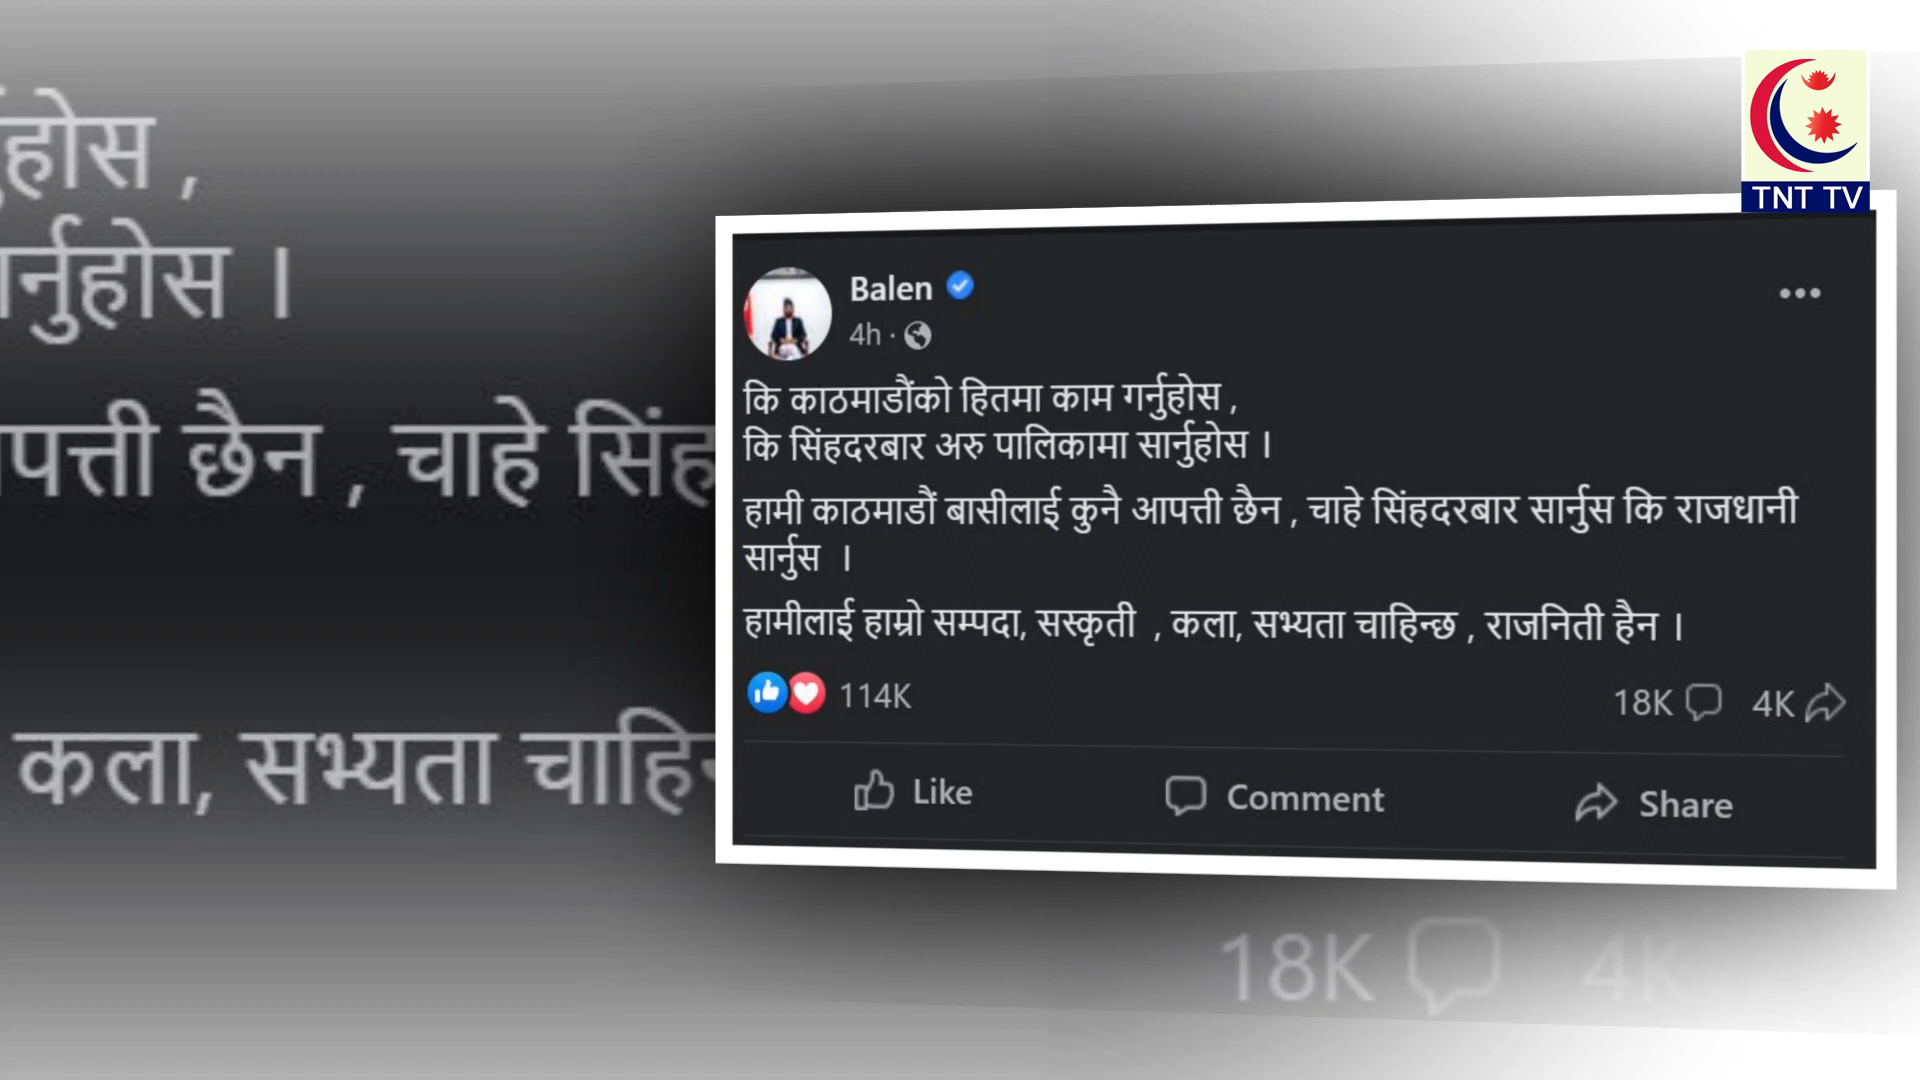 TNT TV
Balen
4h ·
कि काठमाडौंको हितमा काम गर्नुहोस ,
कि सिंहदरबार अरु पालिकामा सार्नुहोस ।
हामी काठमाडौं बासीलाई कुनै आपत्ती छैन , चाहे सिंहदरबार सार्नुस कि राजधानी
सार्नुस ।
हामीलाई हाम्रो सम्पदा, सस्कृती , कला, सभ्यता चाहिन्छ , राजनिती हैन ।
114K
18K 4K
Like Comment Share
होस ,
र्नुहोस ।
पत्ती छैन , चाहे सिंह
कला, सभ्यता चाहि
18K 4K